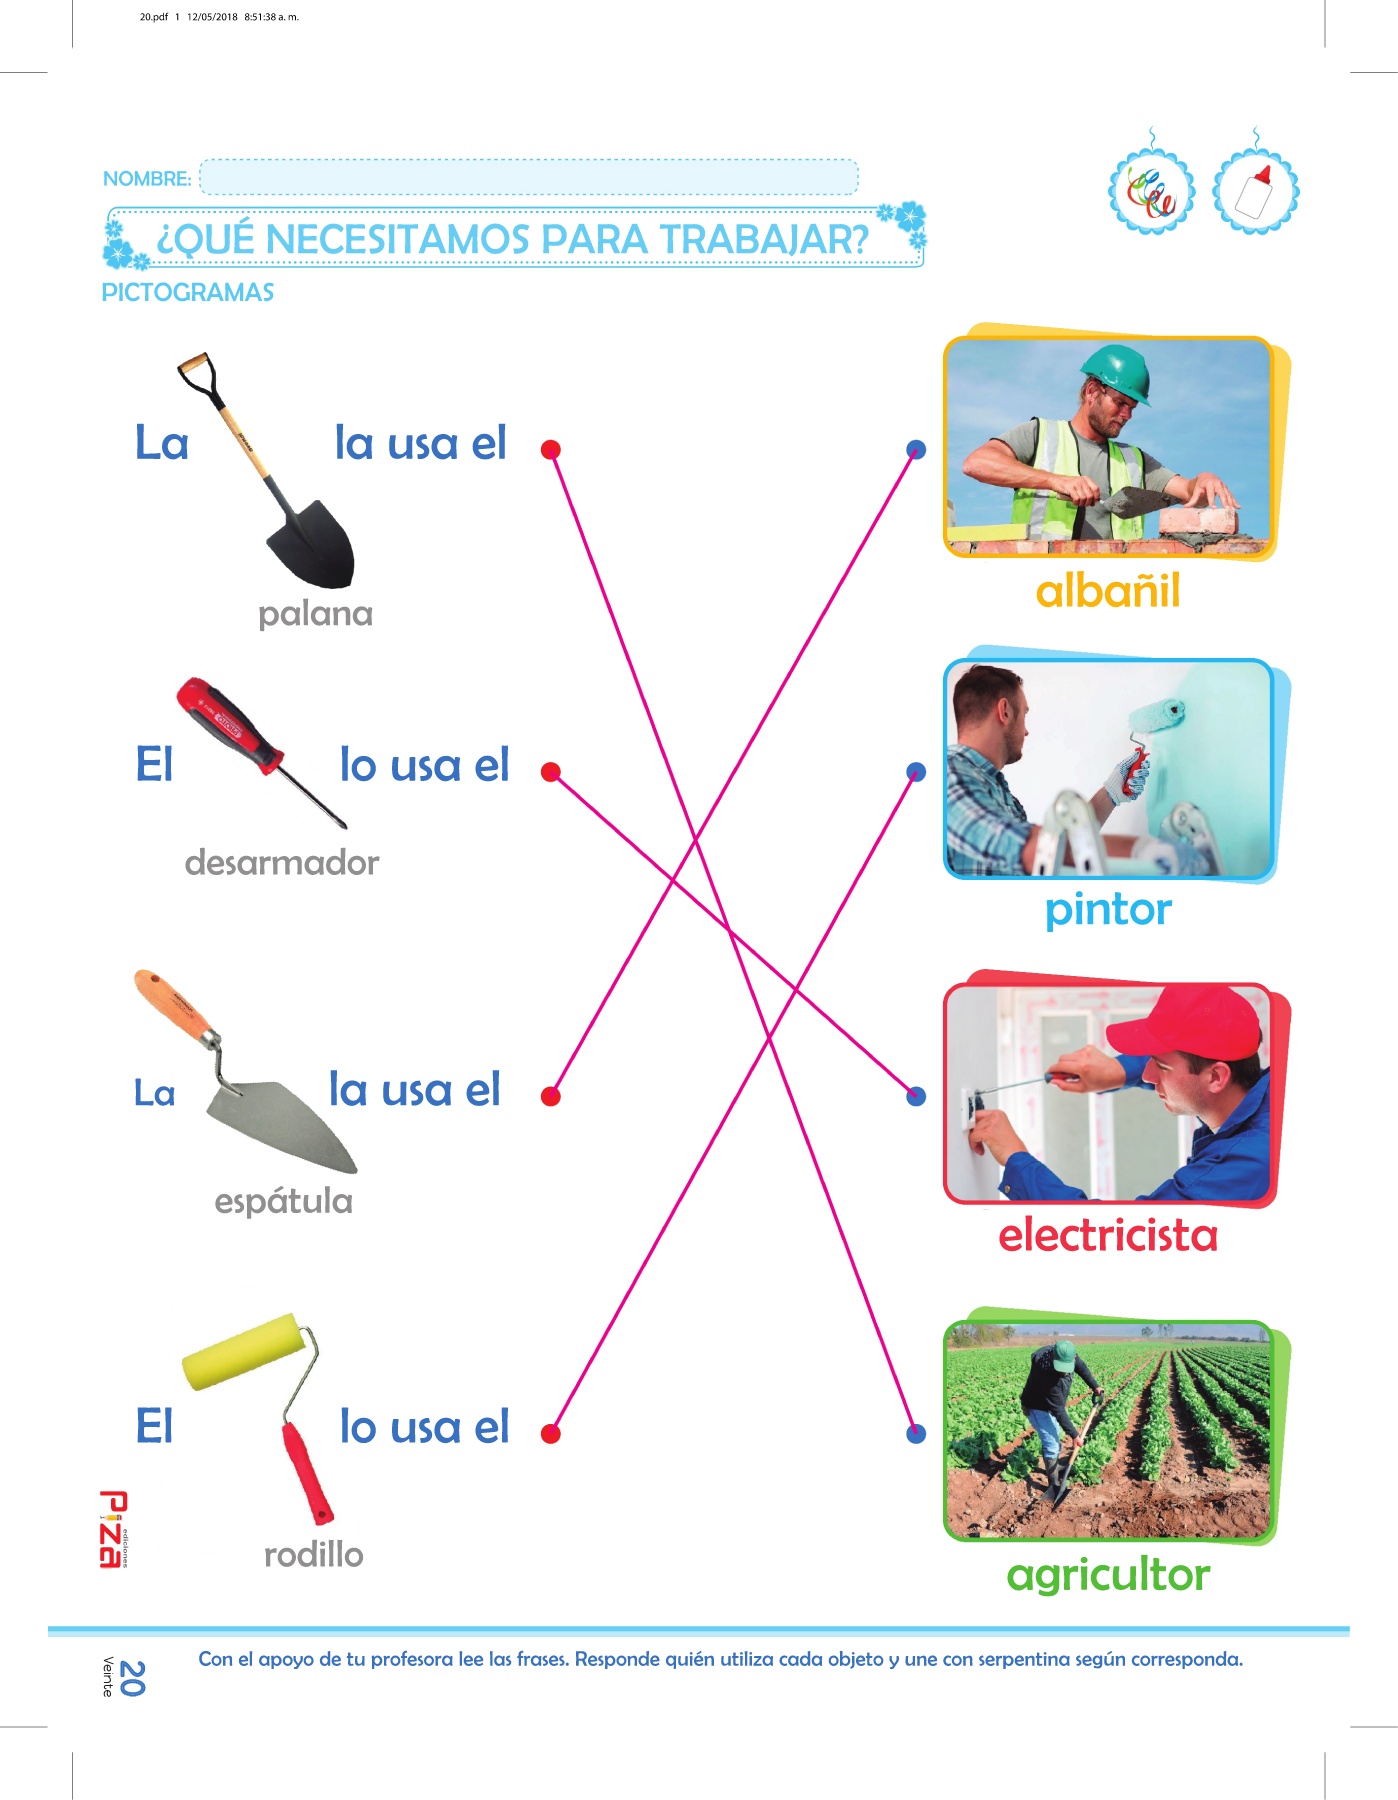 20.pdf 1 12/05/2018 8:51:38 a. m.
NOMBRE:
¿QUÉ NECESITAMOS PARA TRABAJAR?
PICTOGRAMAS
La la usa el
palana
albañil
El lo usa el
desarmador
pintor
La la usa el
espátula
electricista
El lo usa el
rodillo
agricultor
Piza
ediciones
20
Veinte
Con el apoyo de tu profesora lee las frases. Responde quién utiliza cada objeto y une con serpentina según corresponda.